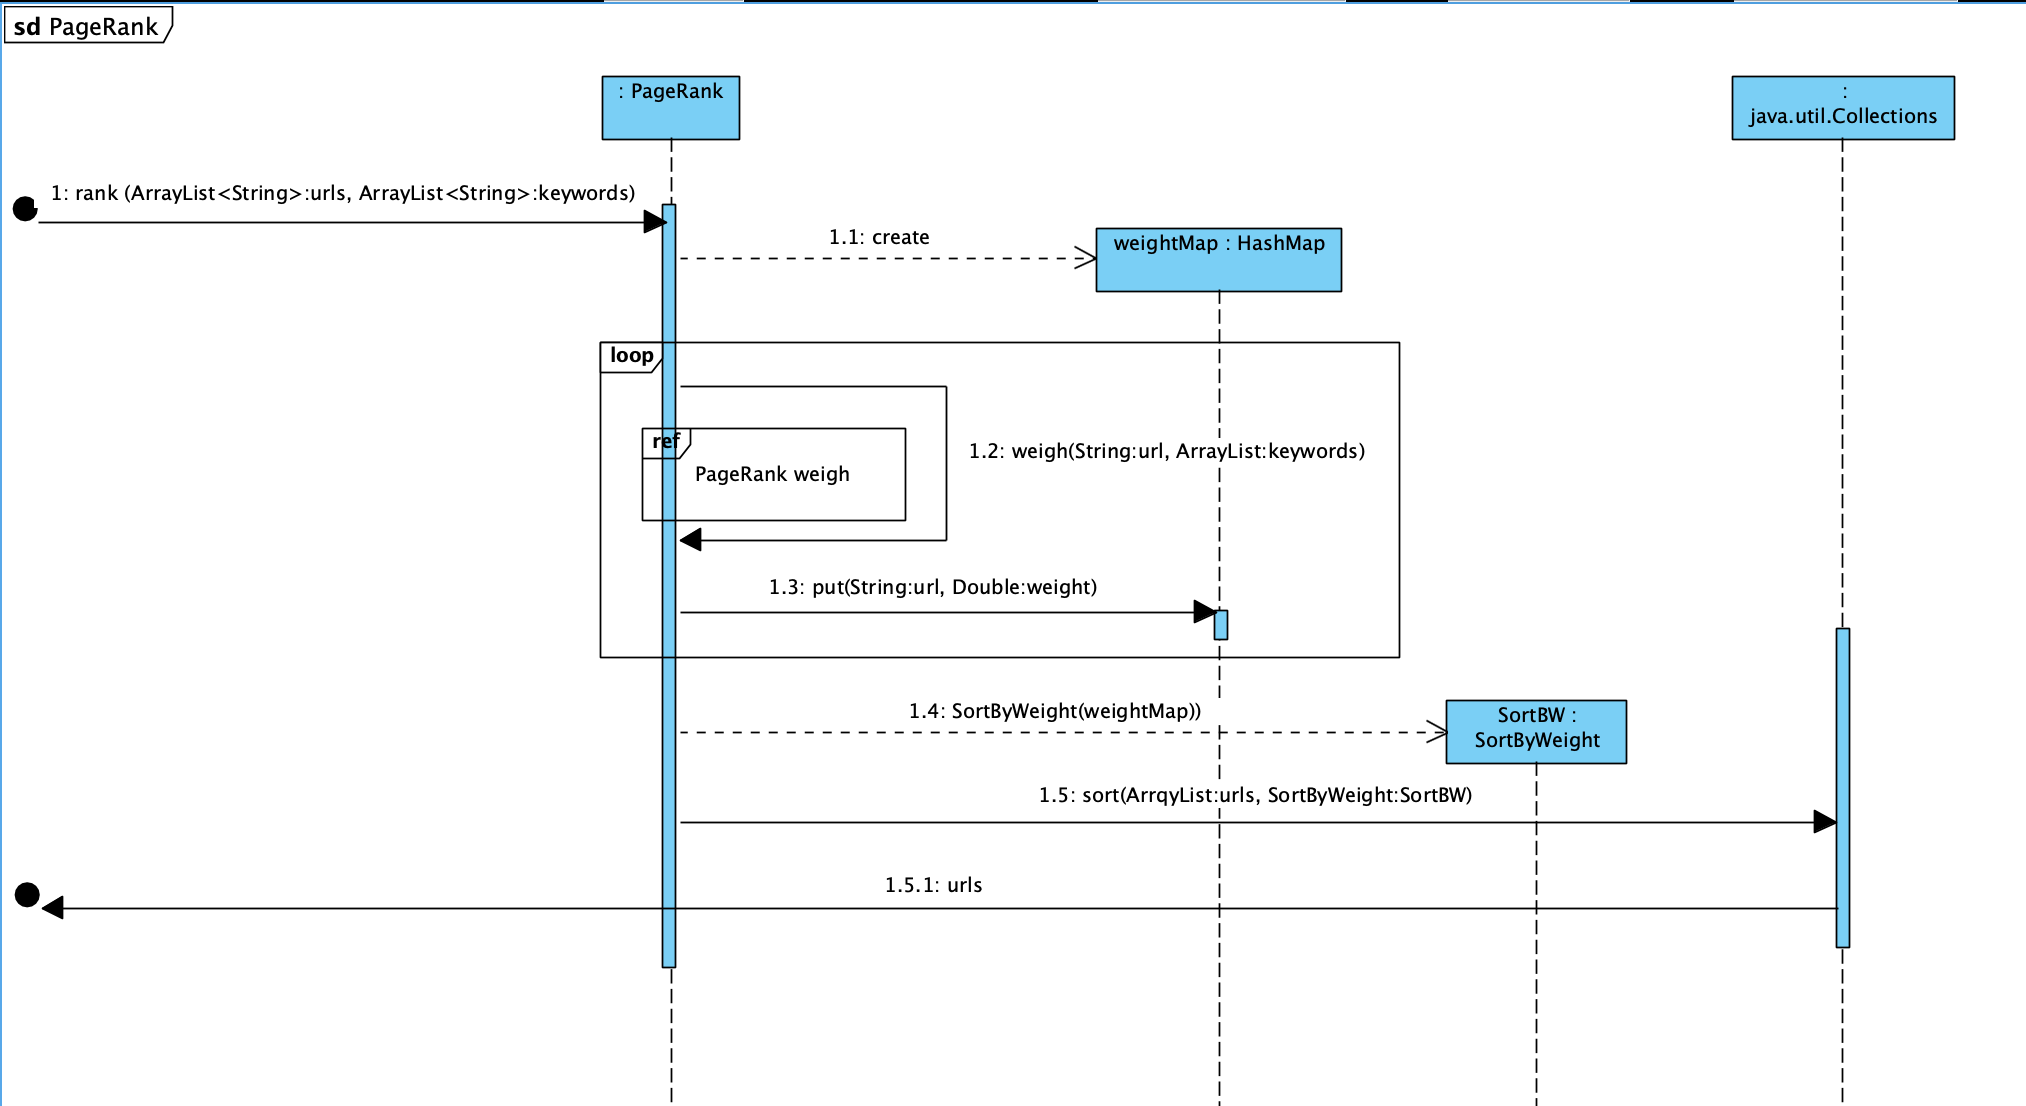 sd PageRank
: PageRank
:
java.util.Collections
1: rank (ArrayList<String>:urls, ArrayList<String>:keywords)
1.1: create
weightMap : HashMap
loop
ref
PageRank weigh
1.2: weigh(String:url, ArrayList:keywords)
1.3: put(String:url, Double:weight)
1.4: SortByWeight(weightMap))
SortBW :
SortByWeight
1.5: sort(ArrqyList:urls, SortByWeight:SortBW)
1.5.1: urls